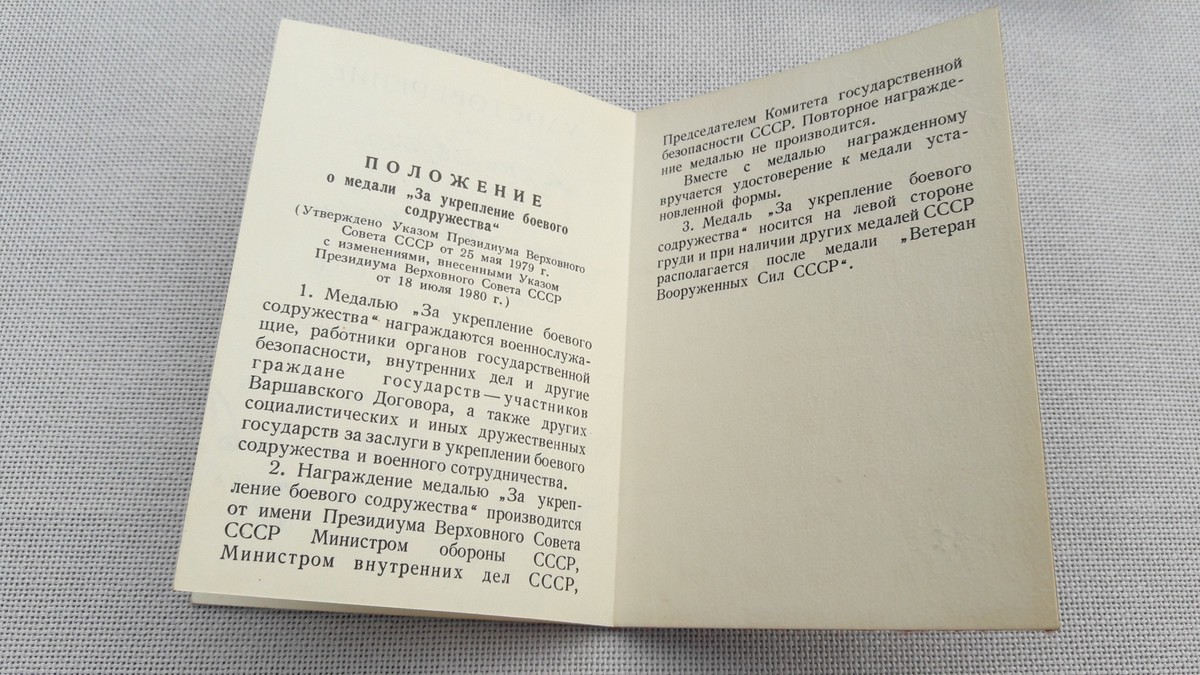 ПОЛОЖЕНИЕ
о медали „За укрепление боевого
содружества“
(Утверждено Указом Президиума Верховного
Совета СССР от 25 мая 1979 г.
с изменениями, внесенными Указом
Президиума Верховного Совета СССР
от 18 июля 1980 г.)
1. Медалью „За укрепление боевого
содружества“ награждаются военнослужа-
щие, работники органов государственной
безопасности, внутренних дел и другие
граждане государств—участников
Варшавского Договора, а также других
социалистических и иных дружественных
государств за заслуги в укреплении боевого
содружества и военного сотрудничества.
2. Награждение медалью „За укреп-
ление боевого содружества“ производится
от имени Президиума Верховного Совета
СССР Министром обороны СССР,
Министром внутренних дел СССР,
Председателем Комитета государственной
безопасности СССР. Повторное награжде-
ние медалью не производится.
Вместе с медалью награжденному
вручается удостоверение к медали уста-
новленной формы.
3. Медаль „За укрепление боевого
содружества“ носится на левой стороне
груди и при наличии других медалей СССР
располагается после медали „Ветеран
Вооруженных Сил СССР“.